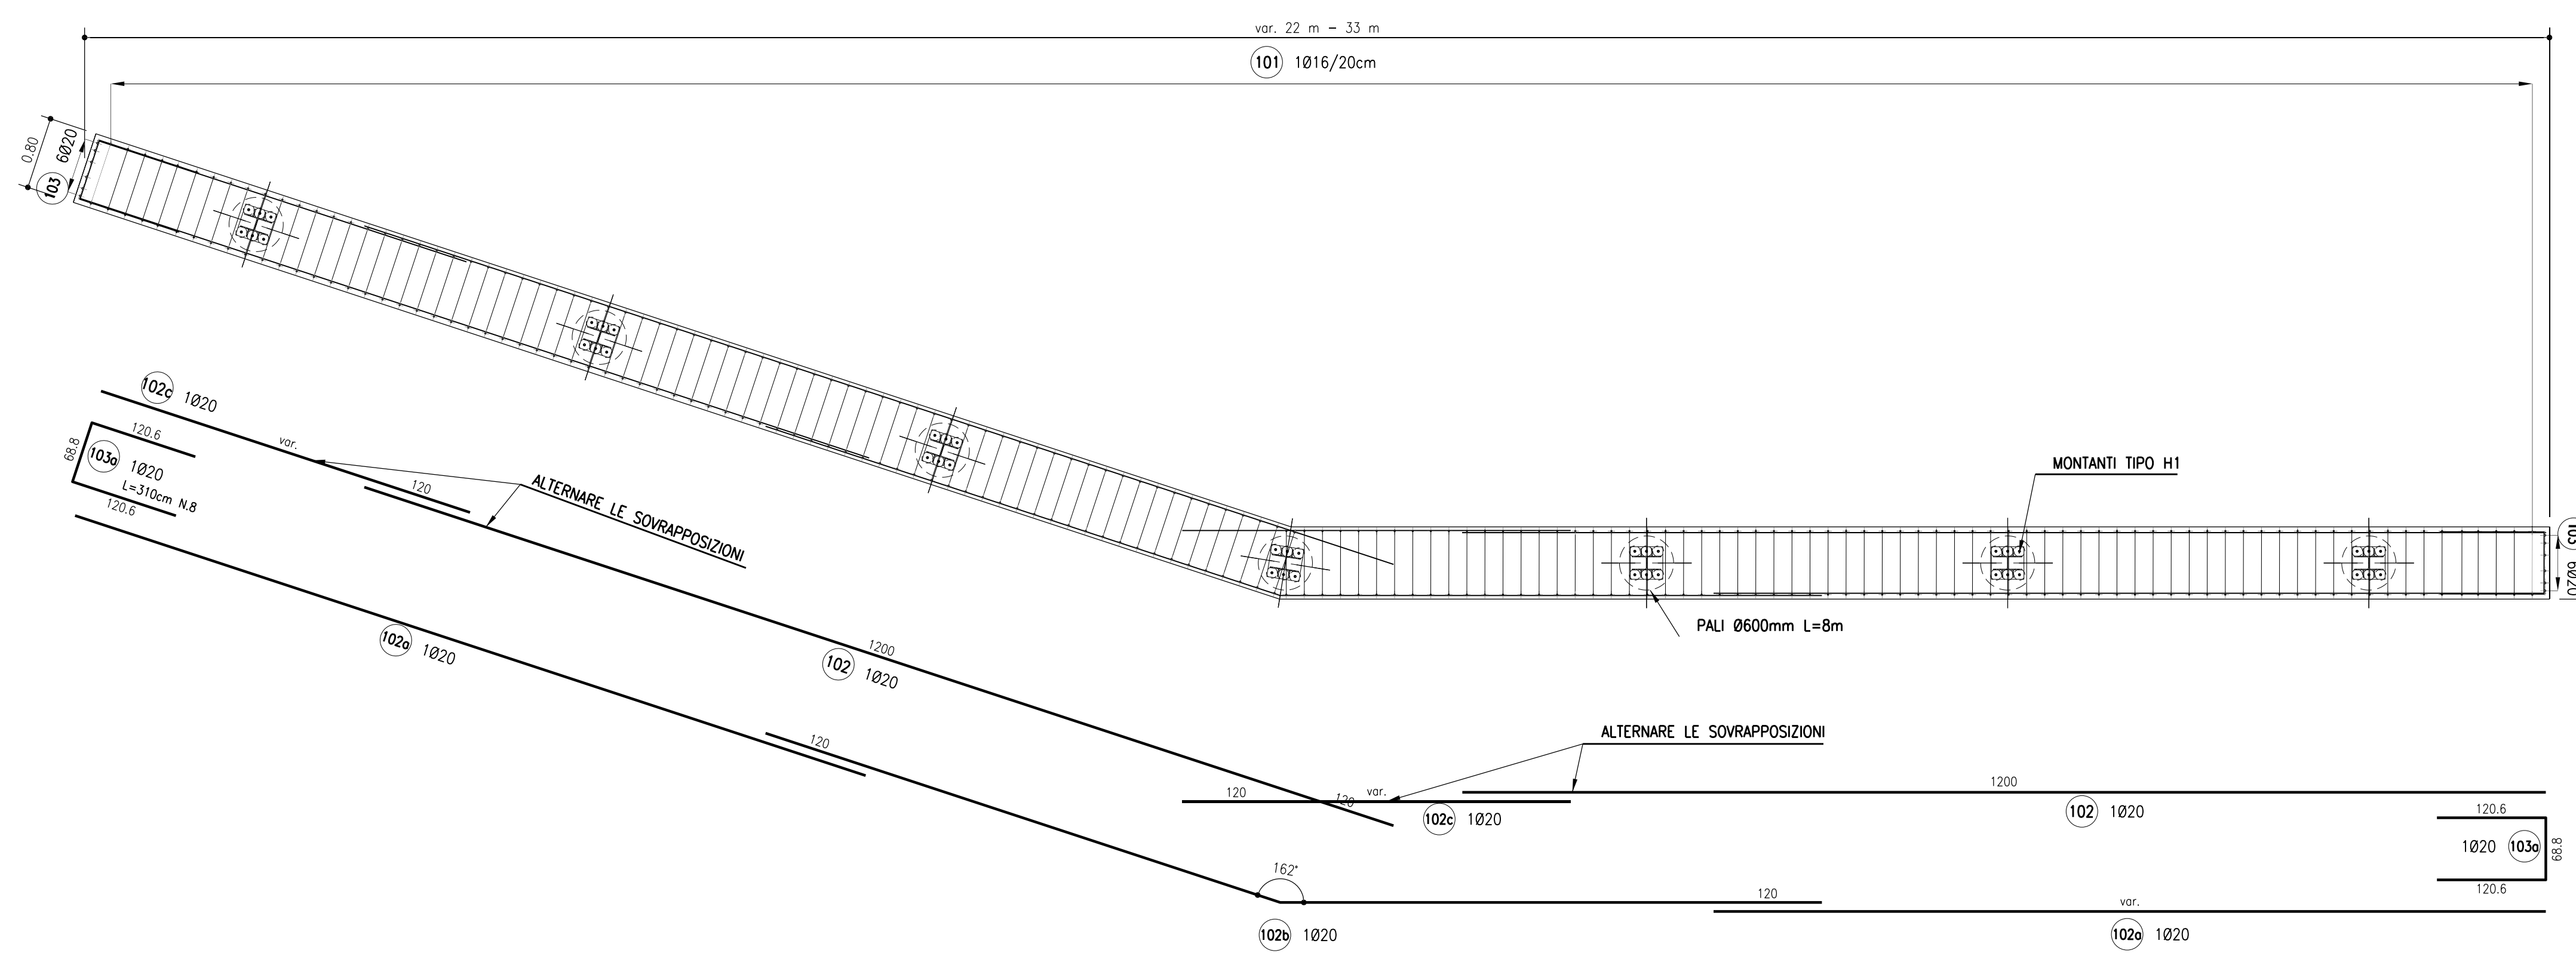 var. 22 m – 33 m
101 1Ø16/20cm
0.80
6Ø20
103
102c 1Ø20
var.
120
120.6
68.8
103a 1Ø20
L=310cm N.8
120.6
ALTERNARE LE SOVRAPPOSIZIONI
MONTANTI TIPO H1
103
6Ø20
PALI Ø600mm L=8m
102a 1Ø20
1200
102 1Ø20
120
ALTERNARE LE SOVRAPPOSIZIONI
120
120
var.
102c 1Ø20
1200
102 1Ø20
120.6
1Ø20 103a
68.8
120.6
162°
120
102b 1Ø20
var.
102a 1Ø20